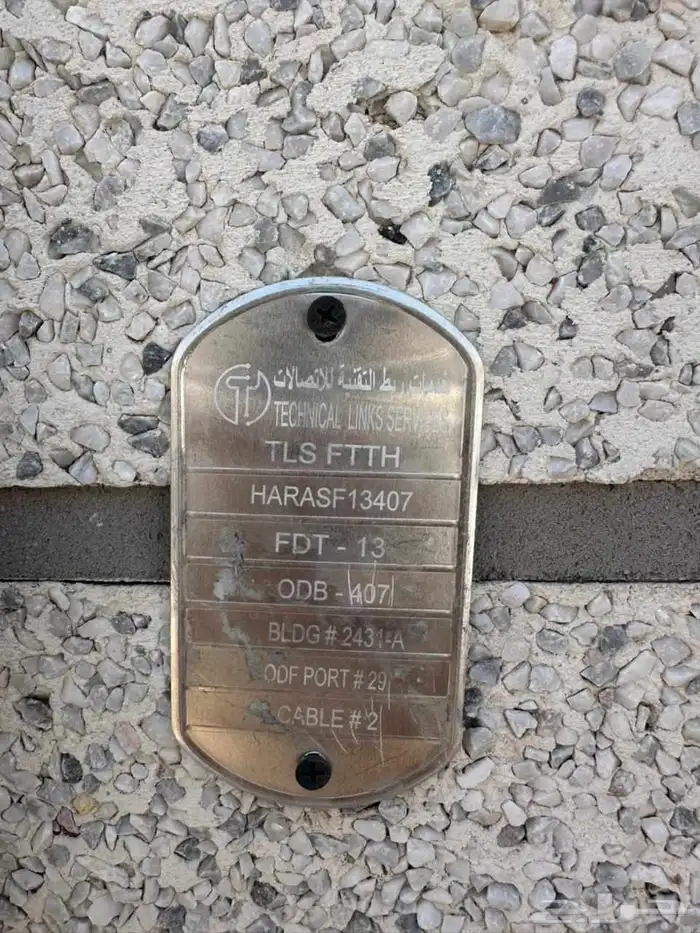 خدمات ربط التقنية للاتصالات
TECHNICAL LINKS SERVICES
TLS FTTH
HARASF13407
FDT - 13
ODB - 407
BLDG # 2431-A
ODF PORT # 29
CABLE # 2
حراج